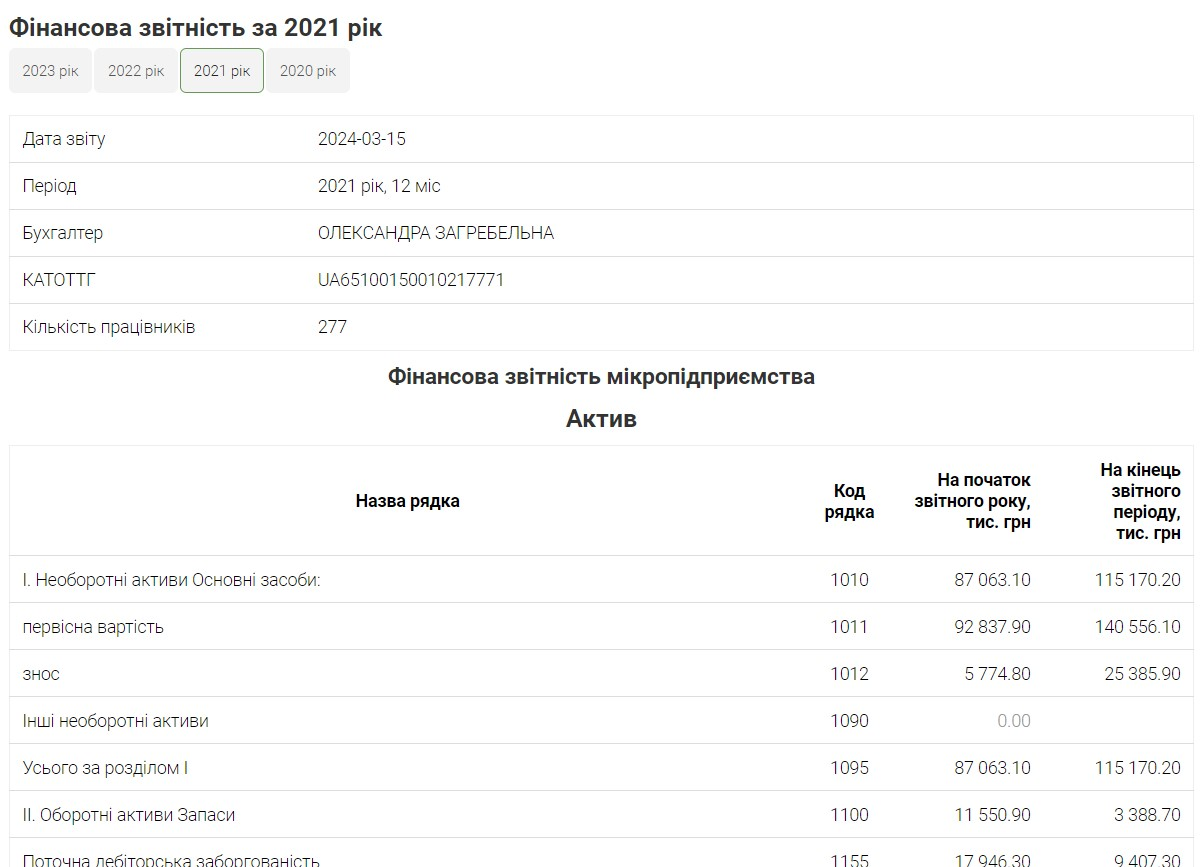 Фінансова звітність за 2021 рік
2023 рік 2022 рік 2021 рік 2020 рік
Дата звіту 2024-03-15
Період 2021 рік, 12 міс
Бухгалтер ОЛЕКСАНДРА ЗАГРЕБЕЛЬНА
КАТОТТГ UA65100150010217771
Кількість працівників 277
Фінансова звітність мікропідприємства
Актив
Назва рядка Код рядка На початок звітного року, тис. грн На кінець звітного періоду, тис. грн
І. Необоротні активи Основні засоби: 1010 87 063.10 115 170.20
первісна вартість 1011 92 837.90 140 556.10
знос 1012 5 774.80 25 385.90
Інші необоротні активи 1090 0.00
Усього за розділом І 1095 87 063.10 115 170.20
ІІ. Оборотні активи Запаси 1100 11 550.90 3 388.70
Поточна дебіторська заборгованість 1155 17 946.30 9 407.30